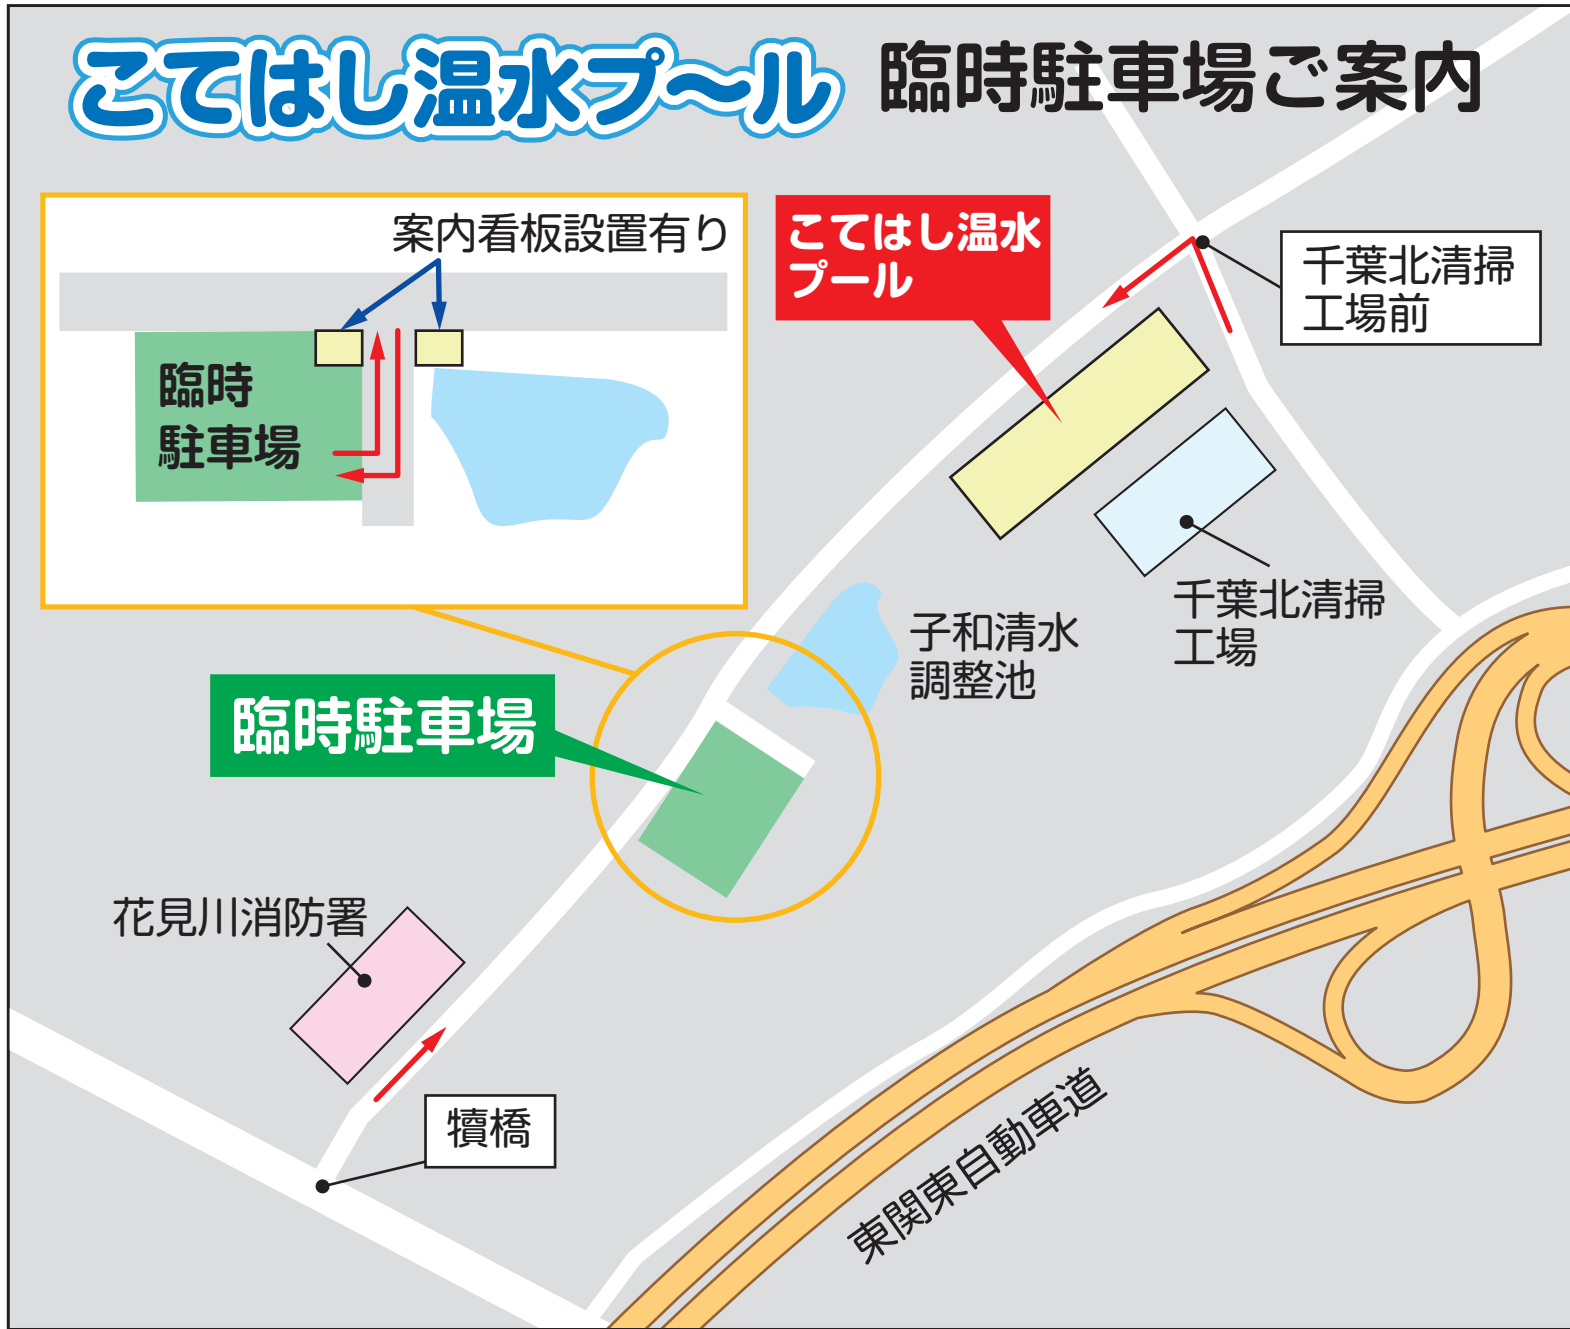 こてはし温水プ～ル 臨時駐車場ご案内
案内看板設置有り
臨時
駐車場
こてはし温水
プール
千葉北清掃
工場前
千葉北清掃
工場
子和清水
調整池
臨時駐車場
花見川消防署
犢橋
東関東自動車道